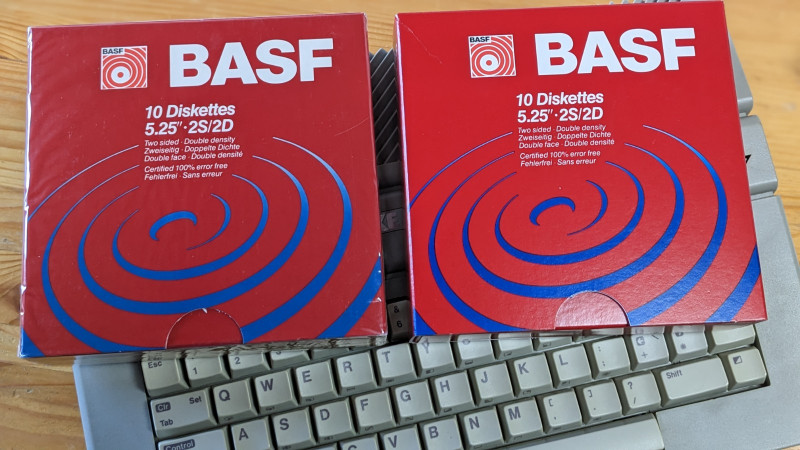 BASF
BASF
10 Diskettes
5.25"·2S/2D
Two sided · Double density
Zweiseitig · Doppelte Dichte
Double face · Double densité
Certified 100% error free
Fehlerfrei · Sans erreur
BASF
BASF
10 Diskettes
5.25"·2S/2D
Two sided · Double density
Zweiseitig · Doppelte Dichte
Double face · Double densité
Certified 100% error free
Fehlerfrei · Sans erreur
Esc 1 2
Clr Set Tab Q W E R T Y
Control A S D F G H J K L : ;
Z X C V B N M ? / Shift